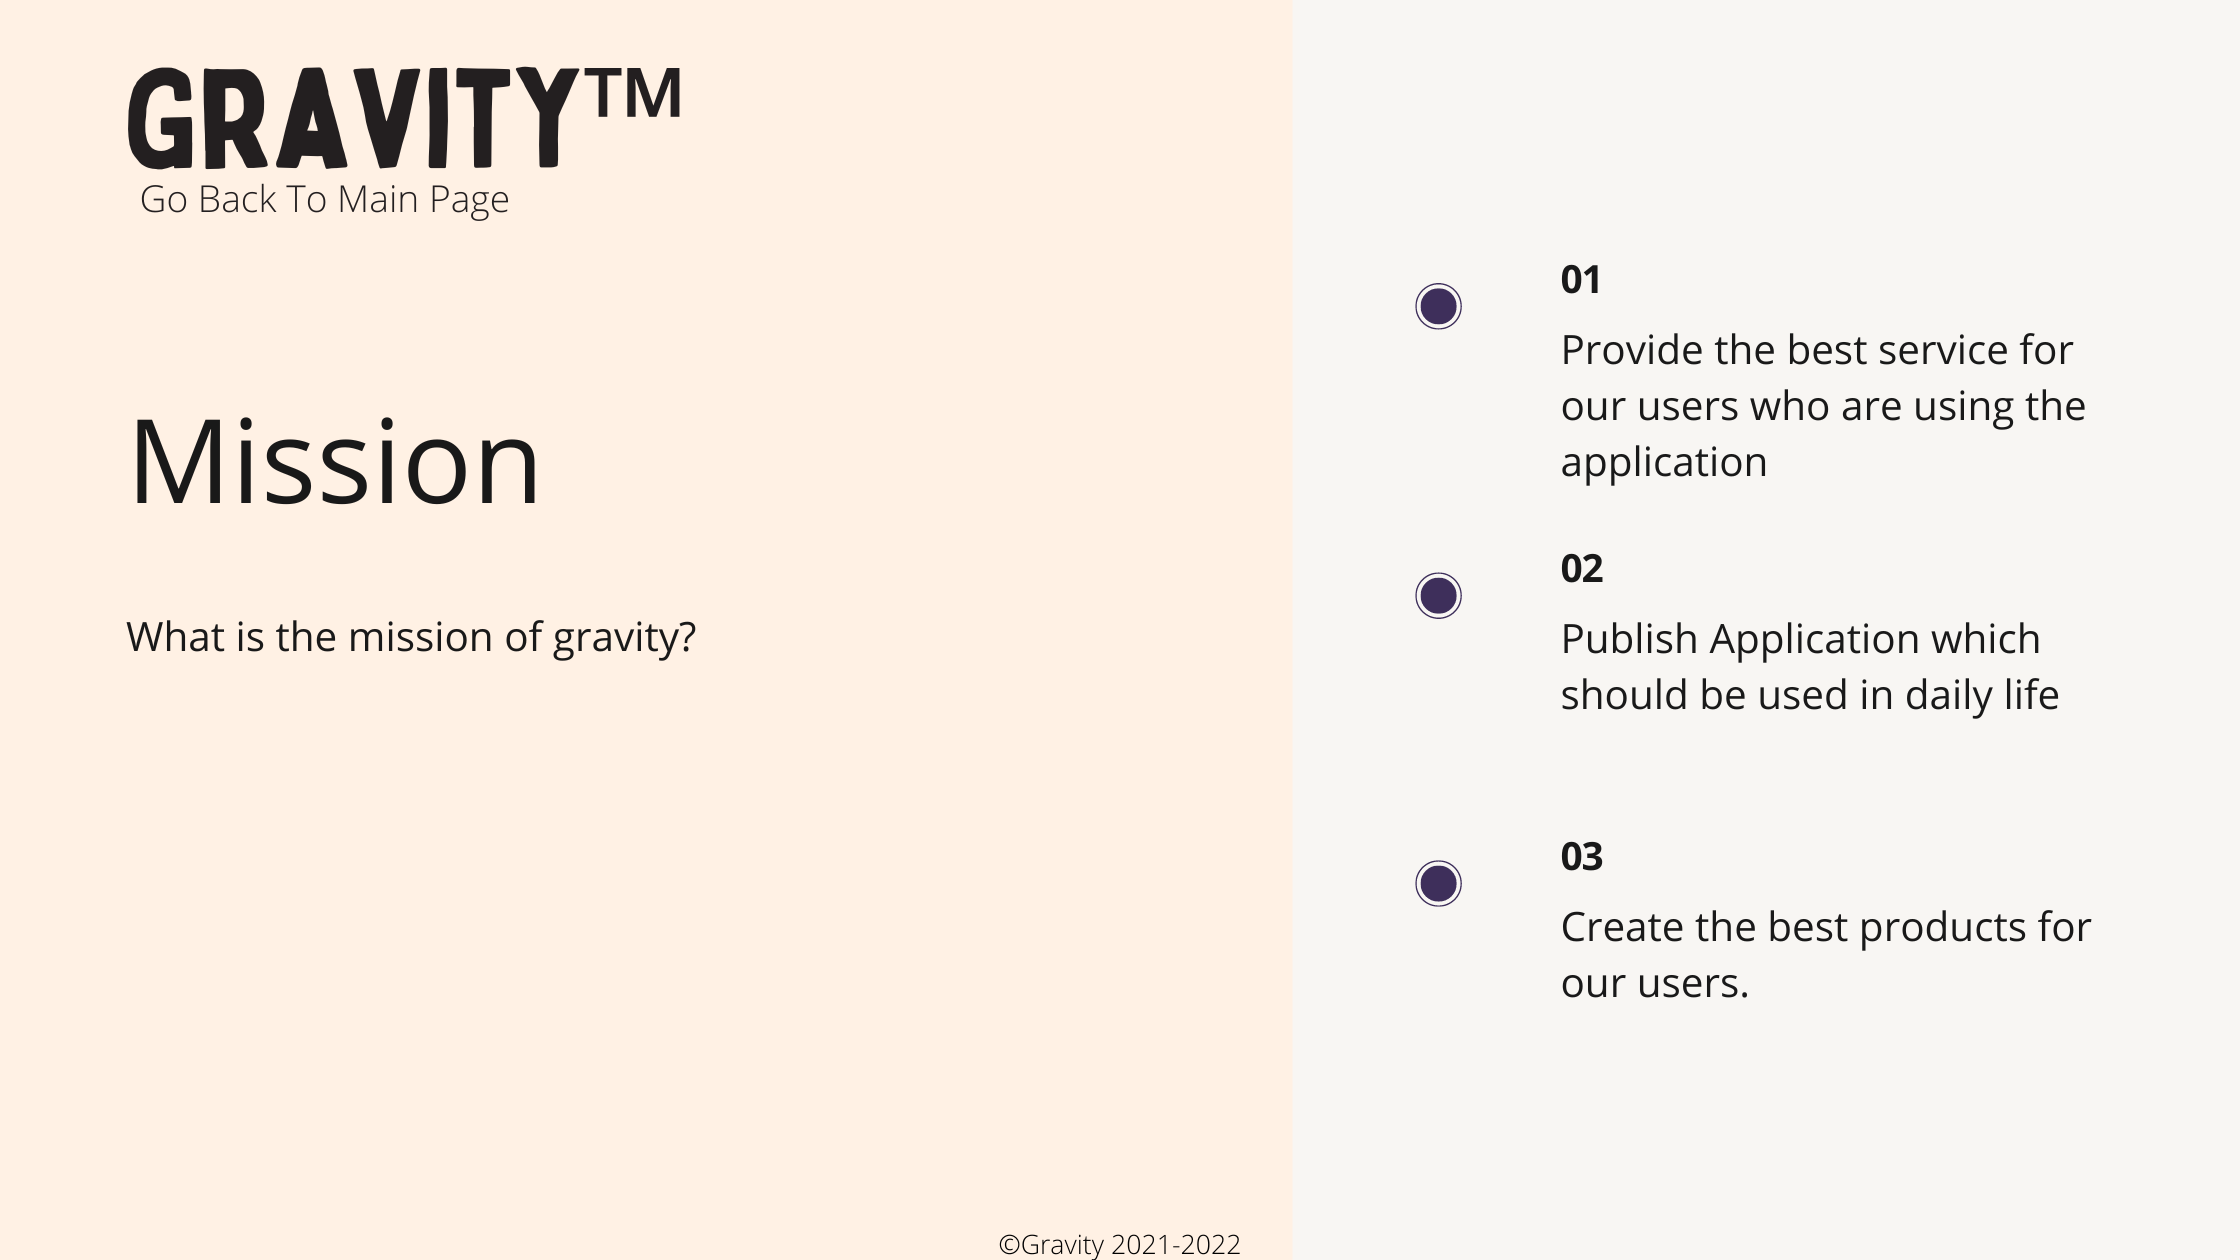 GRAVITY™
Go Back To Main Page
Mission
What is the mission of gravity?
01
Provide the best service for
our users who are using the
application
02
Publish Application which
should be used in daily life
03
Create the best products for
our users.
©Gravity 2021-2022